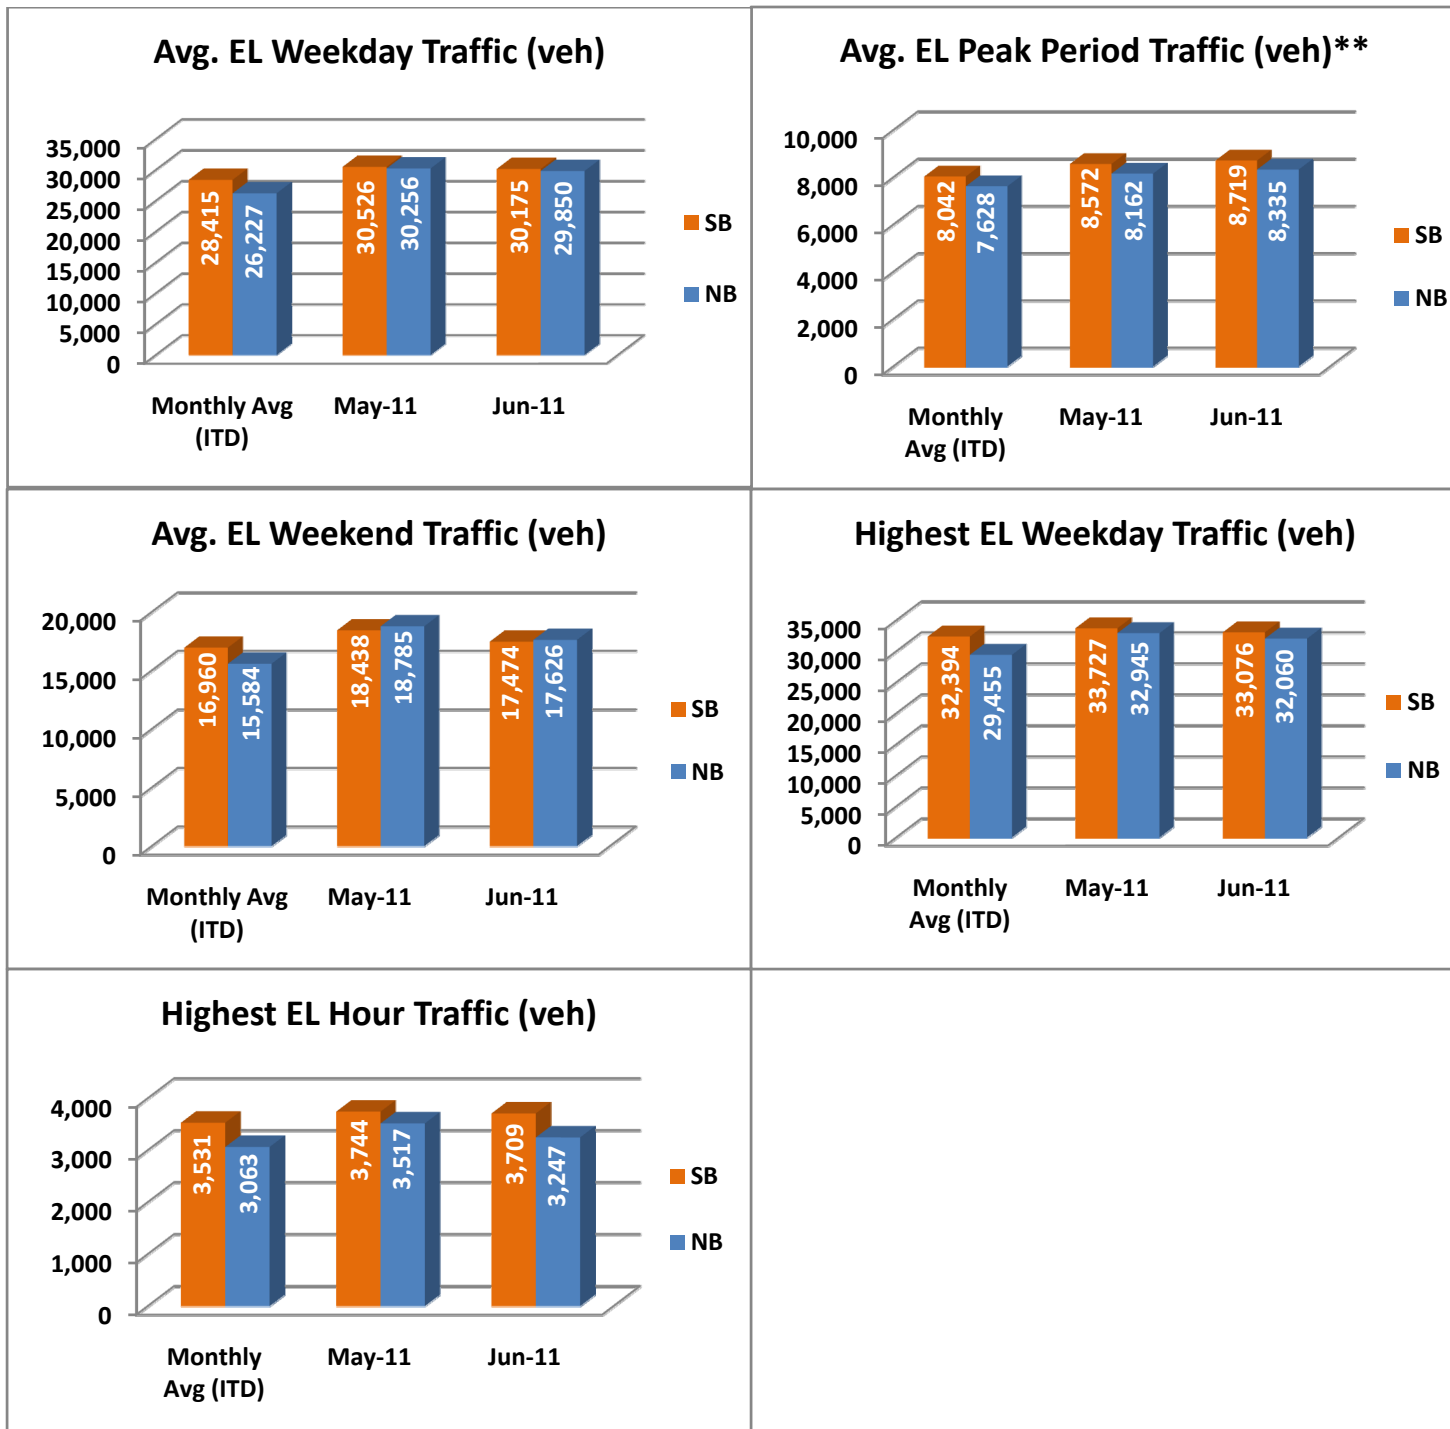 Avg. EL Weekday Traffic (veh)
35,000
30,000
25,000
20,000
15,000
10,000
5,000
0
28,415
26,227
30,526
30,256
30,175
29,850
SB
NB
Monthly Avg (ITD)
May-11
Jun-11
Avg. EL Peak Period Traffic (veh)**
10,000
8,000
6,000
4,000
2,000
0
8,042
7,628
8,572
8,162
8,719
8,335
SB
NB
Monthly
Avg (ITD)
May-11
Jun-11
Avg. EL Weekend Traffic (veh)
20,000
15,000
10,000
5,000
0
16,960
15,584
18,438
18,785
17,474
17,626
SB
NB
Monthly Avg
(ITD)
May-11
Jun-11
Highest EL Weekday Traffic (veh)
35,000
30,000
25,000
20,000
15,000
10,000
5,000
0
32,394
29,455
33,727
32,945
33,076
32,060
SB
NB
Monthly
Avg (ITD)
May-11
Jun-11
Highest EL Hour Traffic (veh)
4,000
3,000
2,000
1,000
0
3,531
3,063
3,744
3,517
3,709
3,247
SB
NB
Monthly
Avg (ITD)
May-11
Jun-11